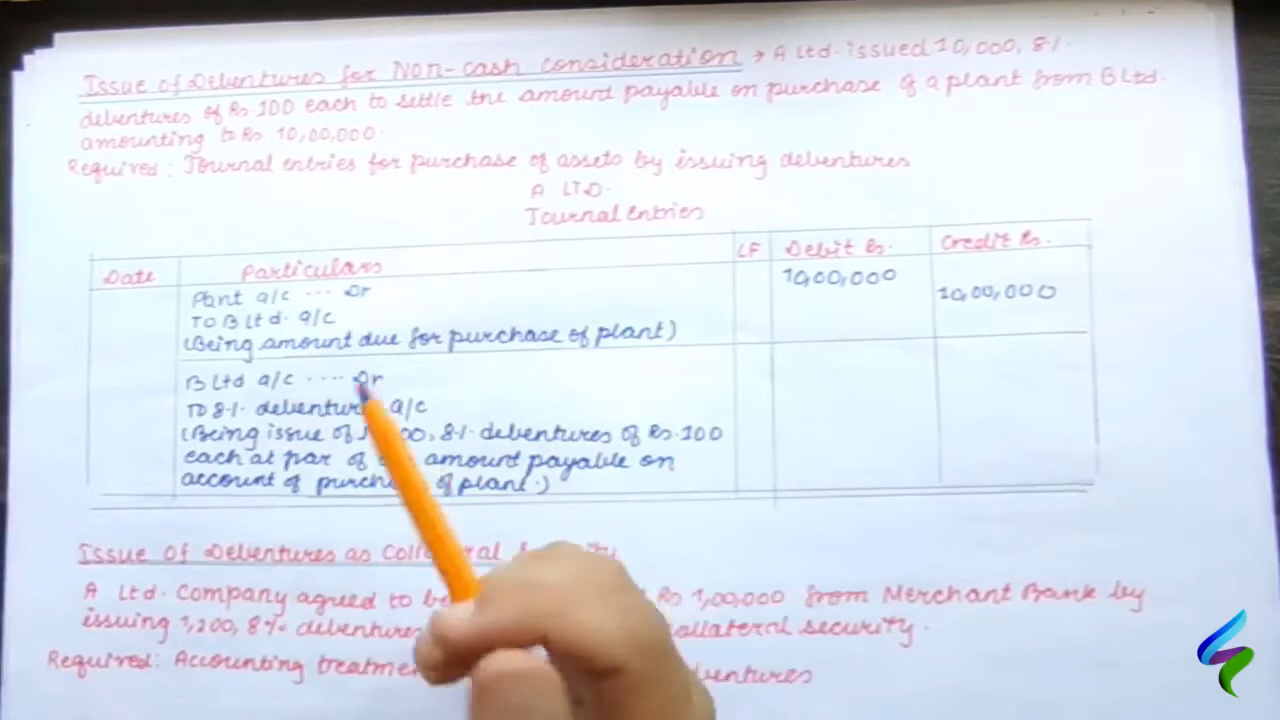 Issue of Debentures for Non-cash consideration → A Ltd. issued 10,000, 8%
debentures of Rs. 100 each to settle the amount payable on purchase of a plant from B Ltd.
amounting to Rs. 10,00,000.
Required: Journal entries for purchase of assets by issuing debentures
A LTD.
Journal Entries
Date Particulars LF Debit Rs. Credit Rs.
Plant a/c .... Dr 10,00,000
TO B Ltd. a/c 10,00,000
(Being amount due for purchase of plant)
B Ltd a/c .... Dr
TO 8% debenture a/c
(Being issue of 8% debentures of Rs. 100
each at par of amount payable on
account of of plant.)
Issue Of Debentures as
A Ltd. Company agreed to Rs 1,00,000 from Merchant Bank by
issuing 1,200, 8% debentures collateral security.
Required: Accounting